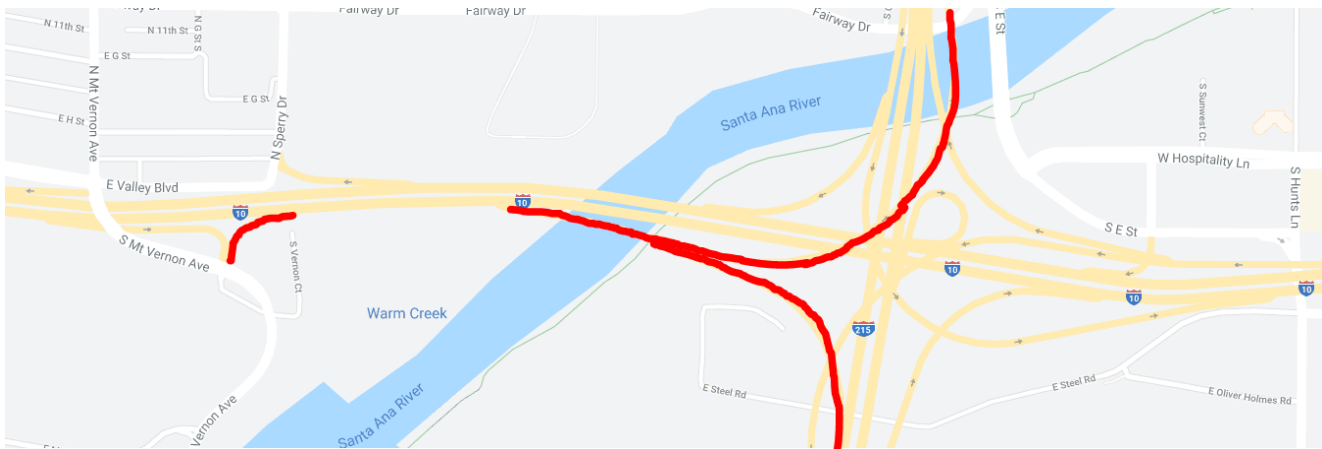 Fairway Dr
Fairway Dr
Fairway Dr
N 11th St
N 11th St
N G St
E G St
E G St
E H St
N Mt Vernon Ave
N Sperry Dr
E Valley Blvd
10
S Mt Vernon Ave
S Vernon Ct
Vernon Ave
Warm Creek
Santa Ana River
Santa Ana River
10
E St
S Sunwest Ct
W Hospitality Ln
S Hunts Ln
S E St
10
10
10
215
E Steel Rd
E Steel Rd
E Oliver Holmes Rd